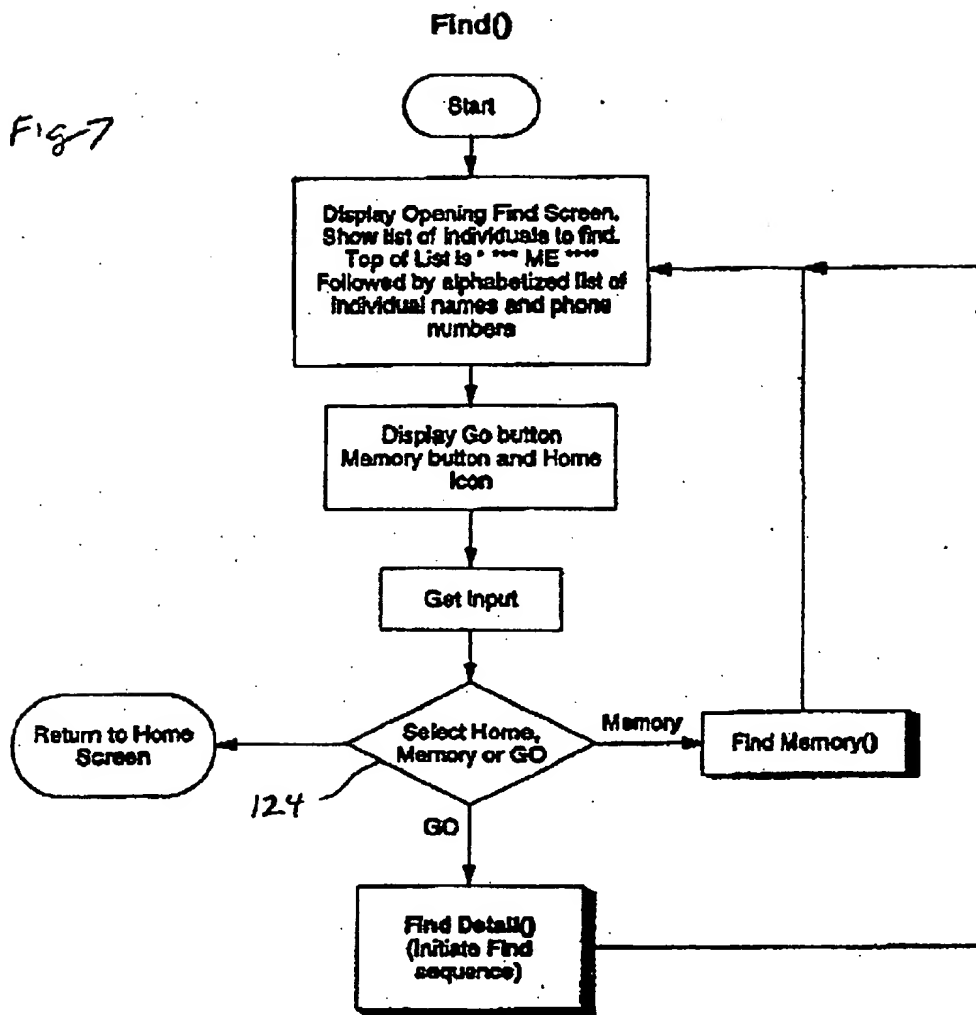 Find()
Fig-7
Start
Display Opening Find Screen.
Show list of individuals to find.
Top of List is * *** ME ****
Followed by alphabetized list of
individual names and phone
numbers
Display Go button
Memory button and Home
Icon
Get Input
Select Home,
Memory or GO
Memory
Find Memory()
Return to Home
Screen
124
GO
Find Detail()
(Initiate Find
sequence)